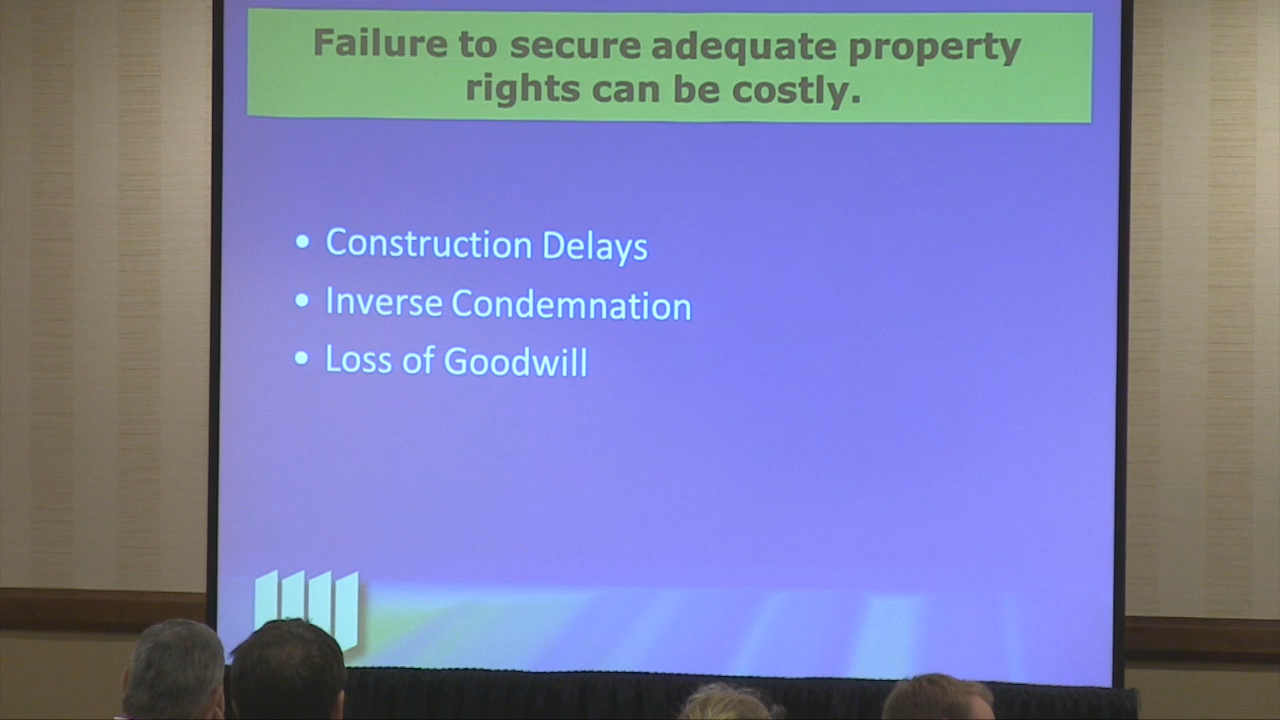 Failure to secure adequate property
rights can be costly.
• Construction Delays
• Inverse Condemnation
• Loss of Goodwill